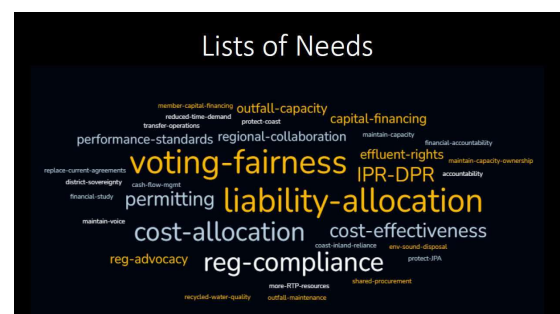 Lists of Needs
member-capital-financing
outfall-capacity
reduced-time-demand
protect-coast
transfer-operations
capital-financing
performance-standards
regional-collaboration
maintain-capacity
financial-accountability
voting-fairness
effluent-rights
maintain-capacity-ownership
replace-current-agreements
IPR-DPR
accountability
district-sovereignty
cash-flow-mgmt
financial-study
permitting
liability-allocation
maintain-voice
cost-allocation
cost-effectiveness
coast-inland-reliance
env-sound-disposal
reg-advocacy
reg-compliance
protect-JPA
more-RTP-resources
shared-procurement
recycled-water-quality
outfall-maintenance